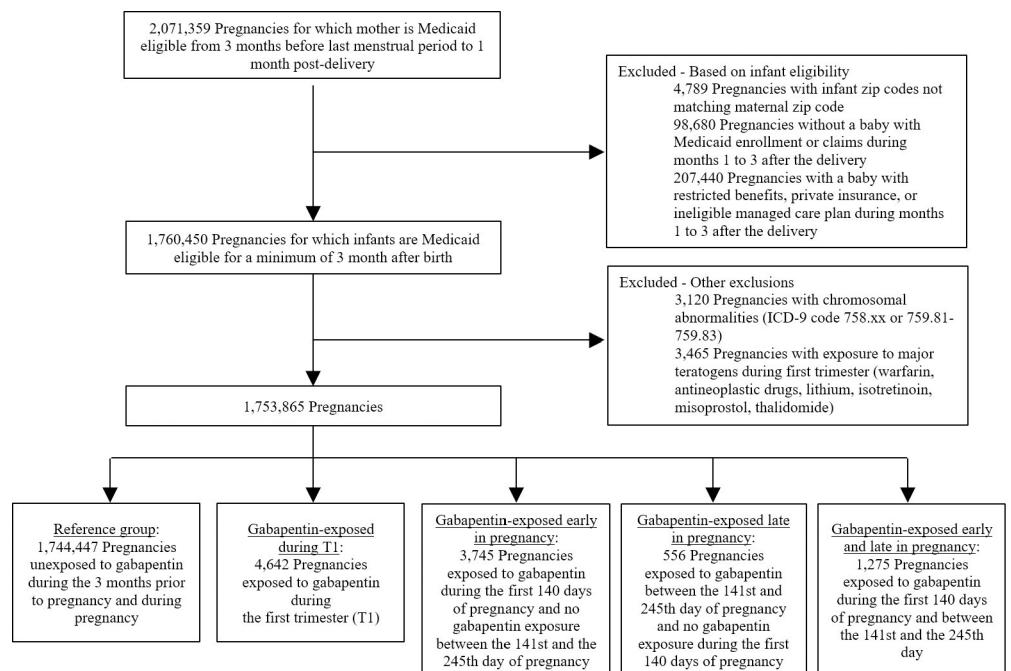 2,071,359 Pregnancies for which mother is Medicaid
eligible from 3 months before last menstrual period to 1
month post-delivery
Excluded - Based on infant eligibility
4,789 Pregnancies with infant zip codes not
matching maternal zip code
98,680 Pregnancies without a baby with
Medicaid enrollment or claims during
months 1 to 3 after the delivery
207,440 Pregnancies with a baby with
restricted benefits, private insurance, or
ineligible managed care plan during months
1 to 3 after the delivery
1,760,450 Pregnancies for which infants are Medicaid
eligible for a minimum of 3 month after birth
Excluded - Other exclusions
3,120 Pregnancies with chromosomal
abnormalities (ICD-9 code 758.xx or 759.81-
759.83)
3,465 Pregnancies with exposure to major
teratogens during first trimester (warfarin,
antineoplastic drugs, lithium, isotretinoin,
misoprostol, thalidomide)
1,753,865 Pregnancies
Reference group:
1,744,447 Pregnancies
unexposed to gabapentin
during the 3 months prior
to pregnancy and during
pregnancy
Gabapentin-exposed
during T1:
4,642 Pregnancies
exposed to gabapentin
during
the first trimester (T1)
Gabapentin-exposed early
in pregnancy:
3,745 Pregnancies
exposed to gabapentin
during the first 140 days
of pregnancy and no
gabapentin exposure
between the 141st and the
245th day of pregnancy
Gabapentin-exposed late
in pregnancy:
556 Pregnancies
exposed to gabapentin
between the 141st and
245th day of pregnancy
and no gabapentin
exposure during the first
140 days of pregnancy
Gabapentin-exposed early
and late in pregnancy:
1,275 Pregnancies
exposed to gabapentin
during the first 140 days
of pregnancy and between
the 141st and the 245th
day